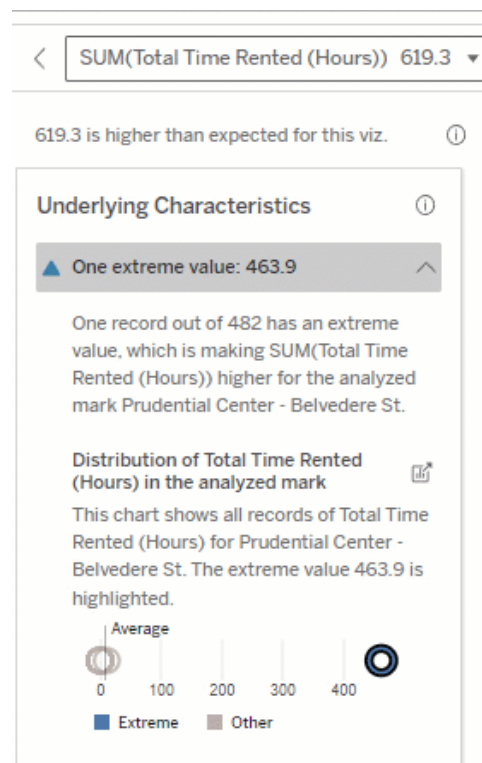 SUM(Total Time Rented (Hours)) 619.3
619.3 is higher than expected for this viz.
Underlying Characteristics
One extreme value: 463.9
One record out of 482 has an extreme
value, which is making SUM(Total Time
Rented (Hours)) higher for the analyzed
mark Prudential Center - Belvedere St.
Distribution of Total Time Rented
(Hours) in the analyzed mark
This chart shows all records of Total Time
Rented (Hours) for Prudential Center -
Belvedere St. The extreme value 463.9 is
highlighted.
Average
0 100 200 300 400
Extreme Other